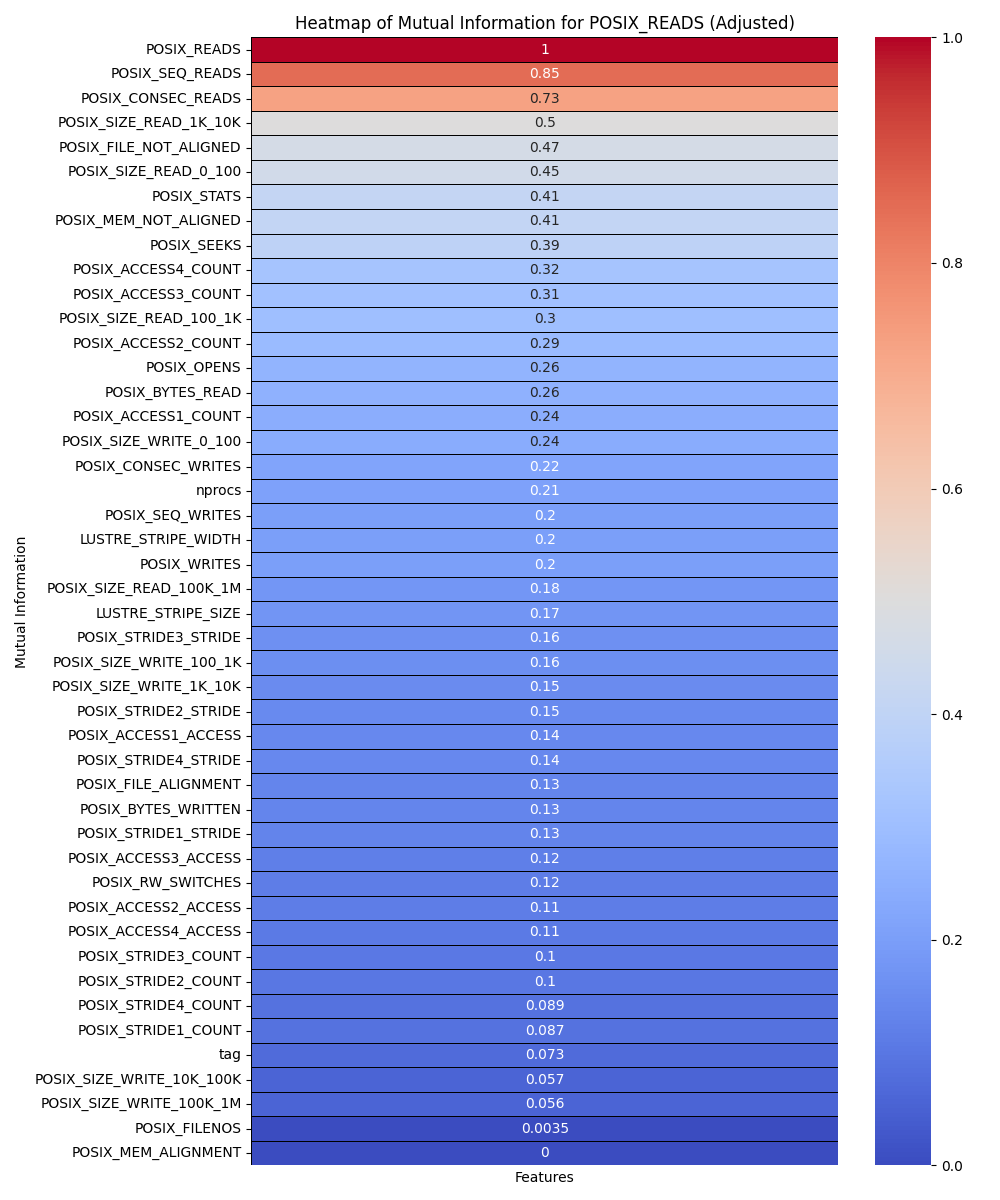 Heatmap of Mutual Information for POSIX_READS (Adjusted)
POSIX_READS 1
POSIX_SEQ_READS 0.85
POSIX_CONSEC_READS 0.73
POSIX_SIZE_READ_1K_10K 0.5
POSIX_FILE_NOT_ALIGNED 0.47
POSIX_SIZE_READ_0_100 0.45
POSIX_STATS 0.41
POSIX_MEM_NOT_ALIGNED 0.41
POSIX_SEEKS 0.39
POSIX_ACCESS4_COUNT 0.32
POSIX_ACCESS3_COUNT 0.31
POSIX_SIZE_READ_100_1K 0.3
POSIX_ACCESS2_COUNT 0.29
POSIX_OPENS 0.26
POSIX_BYTES_READ 0.26
POSIX_ACCESS1_COUNT 0.24
POSIX_SIZE_WRITE_0_100 0.24
POSIX_CONSEC_WRITES 0.22
nprocs 0.21
POSIX_SEQ_WRITES 0.2
LUSTRE_STRIPE_WIDTH 0.2
POSIX_WRITES 0.2
POSIX_SIZE_READ_100K_1M 0.18
LUSTRE_STRIPE_SIZE 0.17
POSIX_STRIDE3_STRIDE 0.16
POSIX_SIZE_WRITE_100_1K 0.16
POSIX_SIZE_WRITE_1K_10K 0.15
POSIX_STRIDE2_STRIDE 0.15
POSIX_ACCESS1_ACCESS 0.14
POSIX_STRIDE4_STRIDE 0.14
POSIX_FILE_ALIGNMENT 0.13
POSIX_BYTES_WRITTEN 0.13
POSIX_STRIDE1_STRIDE 0.13
POSIX_ACCESS3_ACCESS 0.12
POSIX_RW_SWITCHES 0.12
POSIX_ACCESS2_ACCESS 0.11
POSIX_ACCESS4_ACCESS 0.11
POSIX_STRIDE3_COUNT 0.1
POSIX_STRIDE2_COUNT 0.1
POSIX_STRIDE4_COUNT 0.089
POSIX_STRIDE1_COUNT 0.087
tag 0.073
POSIX_SIZE_WRITE_10K_100K 0.057
POSIX_SIZE_WRITE_100K_1M 0.056
POSIX_FILENOS 0.0035
POSIX_MEM_ALIGNMENT 0
Mutual Information
Features
1.0
0.8
0.6
0.4
0.2
0.0